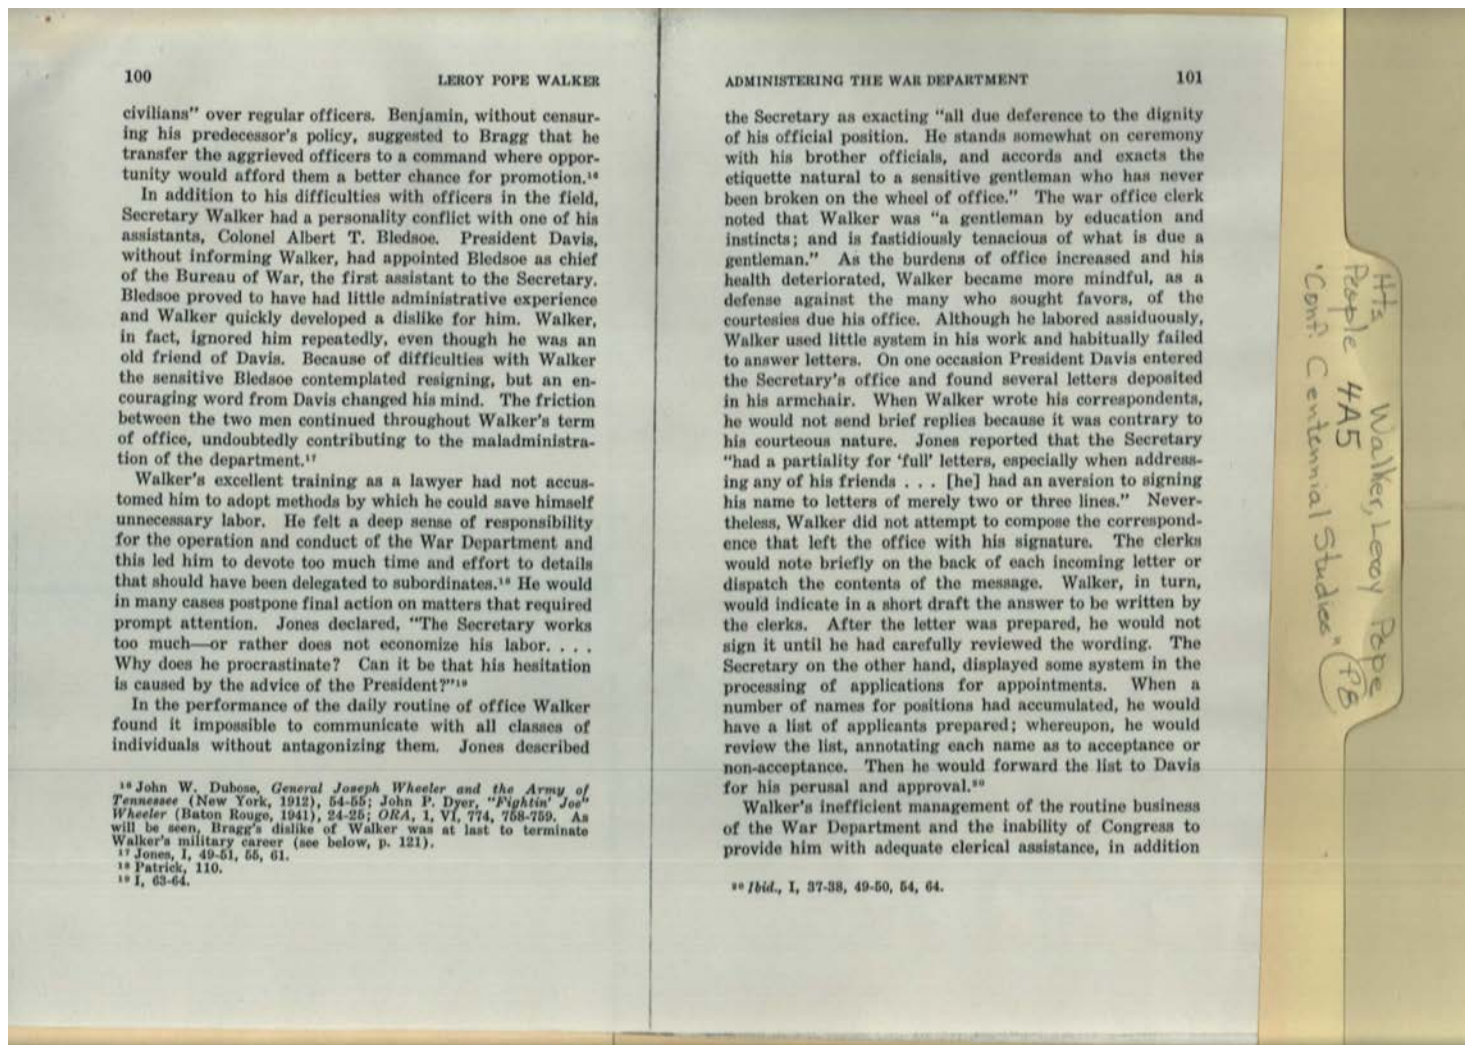 100
LEROY POPE WALKER
civilians" over regular officers. Benjamin, without censur-
ing his predecessor's policy, suggested to Bragg that he
transfer the aggrieved officers to a command where oppor-
tunity would afford them a better chance for promotion.¹⁶
In addition to his difficulties with officers in the field,
Secretary Walker had a personality conflict with one of his
assistants, Colonel Albert T. Bledsoe. President Davis,
without informing Walker, had appointed Bledsoe as chief
of the Bureau of War, the first assistant to the Secretary.
Bledsoe proved to have had little administrative experience
and Walker quickly developed a dislike for him. Walker,
in fact, ignored him repeatedly, even though he was an
old friend of Davis. Because of difficulties with Walker
the sensitive Bledsoe contemplated resigning, but an en-
couraging word from Davis changed his mind. The friction
between the two men continued throughout Walker's term
of office, undoubtedly contributing to the maladministra-
tion of the department.¹⁷
Walker's excellent training as a lawyer had not accus-
tomed him to adopt methods by which he could save himself
unnecessary labor. He felt a deep sense of responsibility
for the operation and conduct of the War Department and
this led him to devote too much time and effort to details
that should have been delegated to subordinates.¹⁸ He would
in many cases postpone final action on matters that required
prompt attention. Jones declared, "The Secretary works
too much—or rather does not economize his labor. . . .
Why does he procrastinate? Can it be that his hesitation
is caused by the advice of the President?"¹⁹
In the performance of the daily routine of office Walker
found it impossible to communicate with all classes of
individuals without antagonizing them. Jones described
¹⁶ John W. Dubose, General Joseph Wheeler and the Army of
Tennessee (New York, 1912), 54-55; John P. Dyer, "Fightin' Joe"
Wheeler (Baton Rouge, 1941), 24-25; ORA, 1, VI, 774, 758-759. As
will be seen, Bragg's dislike of Walker was at last to terminate
Walker's military career (see below, p. 121).
¹⁷ Jones, I, 49-51, 55, 61.
¹⁸ Patrick, 110.
¹⁹ I, 63-64.
ADMINISTERING THE WAR DEPARTMENT
101
the Secretary as exacting "all due deference to the dignity
of his official position. He stands somewhat on ceremony
with his brother officials, and accords and exacts the
etiquette natural to a sensitive gentleman who has never
been broken on the wheel of office." The war office clerk
noted that Walker was "a gentleman by education and
instincts; and is fastidiously tenacious of what is due a
gentleman." As the burdens of office increased and his
health deteriorated, Walker became more mindful, as a
defense against the many who sought favors, of the
courtesies due his office. Although he labored assiduously,
Walker used little system in his work and habitually failed
to answer letters. On one occasion President Davis entered
the Secretary's office and found several letters deposited
in his armchair. When Walker wrote his correspondents,
he would not send brief replies because it was contrary to
his courteous nature. Jones reported that the Secretary
"had a partiality for 'full' letters, especially when address-
ing any of his friends . . . [he] had an aversion to signing
his name to letters of merely two or three lines." Never-
theless, Walker did not attempt to compose the correspond-
ence that left the office with his signature. The clerks
would note briefly on the back of each incoming letter or
dispatch the contents of the message. Walker, in turn,
would indicate in a short draft the answer to be written by
the clerks. After the letter was prepared, he would not
sign it until he had carefully reviewed the wording. The
Secretary on the other hand, displayed some system in the
processing of applications for appointments. When a
number of names for positions had accumulated, he would
have a list of applicants prepared; whereupon, he would
review the list, annotating each name as to acceptance or
non-acceptance. Then he would forward the list to Davis
for his perusal and approval.²⁰
Walker's inefficient management of the routine business
of the War Department and the inability of Congress to
provide him with adequate clerical assistance, in addition
²⁰ Ibid., I, 37-38, 49-50, 54, 64.
Hts Walker, Leroy Pope
People 4A5 P8
"Conf. Centennial Studies"